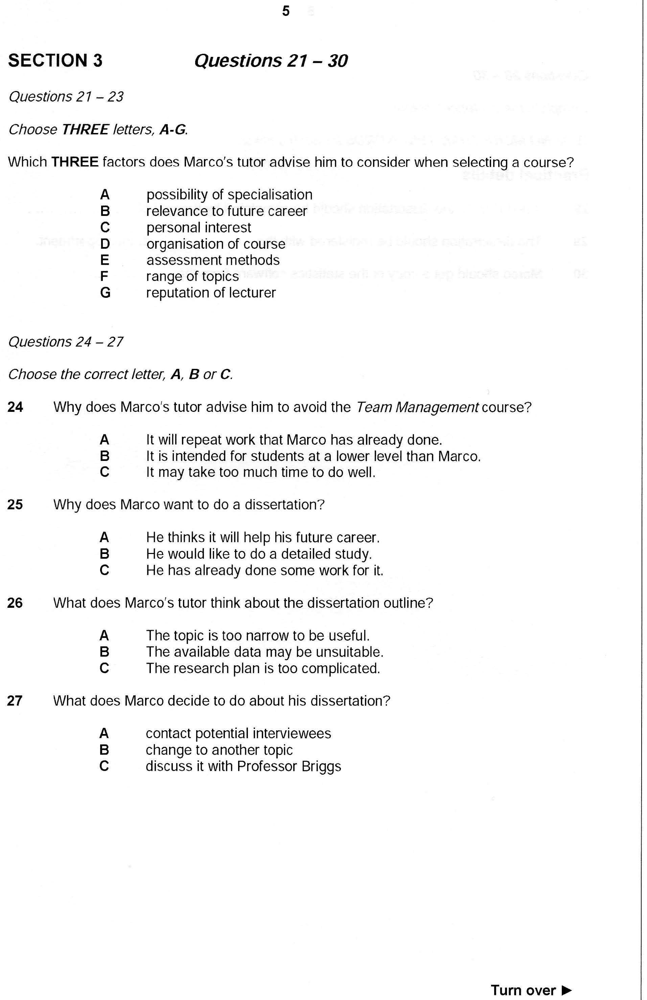 5
SECTION 3 Questions 21 – 30
Questions 21 – 23
Choose THREE letters, A-G.
Which THREE factors does Marco's tutor advise him to consider when selecting a course?
A possibility of specialisation
B relevance to future career
C personal interest
D organisation of course
E assessment methods
F range of topics
G reputation of lecturer
Questions 24 – 27
Choose the correct letter, A, B or C.
24 Why does Marco's tutor advise him to avoid the Team Management course?
A It will repeat work that Marco has already done.
B It is intended for students at a lower level than Marco.
C It may take too much time to do well.
25 Why does Marco want to do a dissertation?
A He thinks it will help his future career.
B He would like to do a detailed study.
C He has already done some work for it.
26 What does Marco's tutor think about the dissertation outline?
A The topic is too narrow to be useful.
B The available data may be unsuitable.
C The research plan is too complicated.
27 What does Marco decide to do about his dissertation?
A contact potential interviewees
B change to another topic
C discuss it with Professor Briggs
Turn over ►